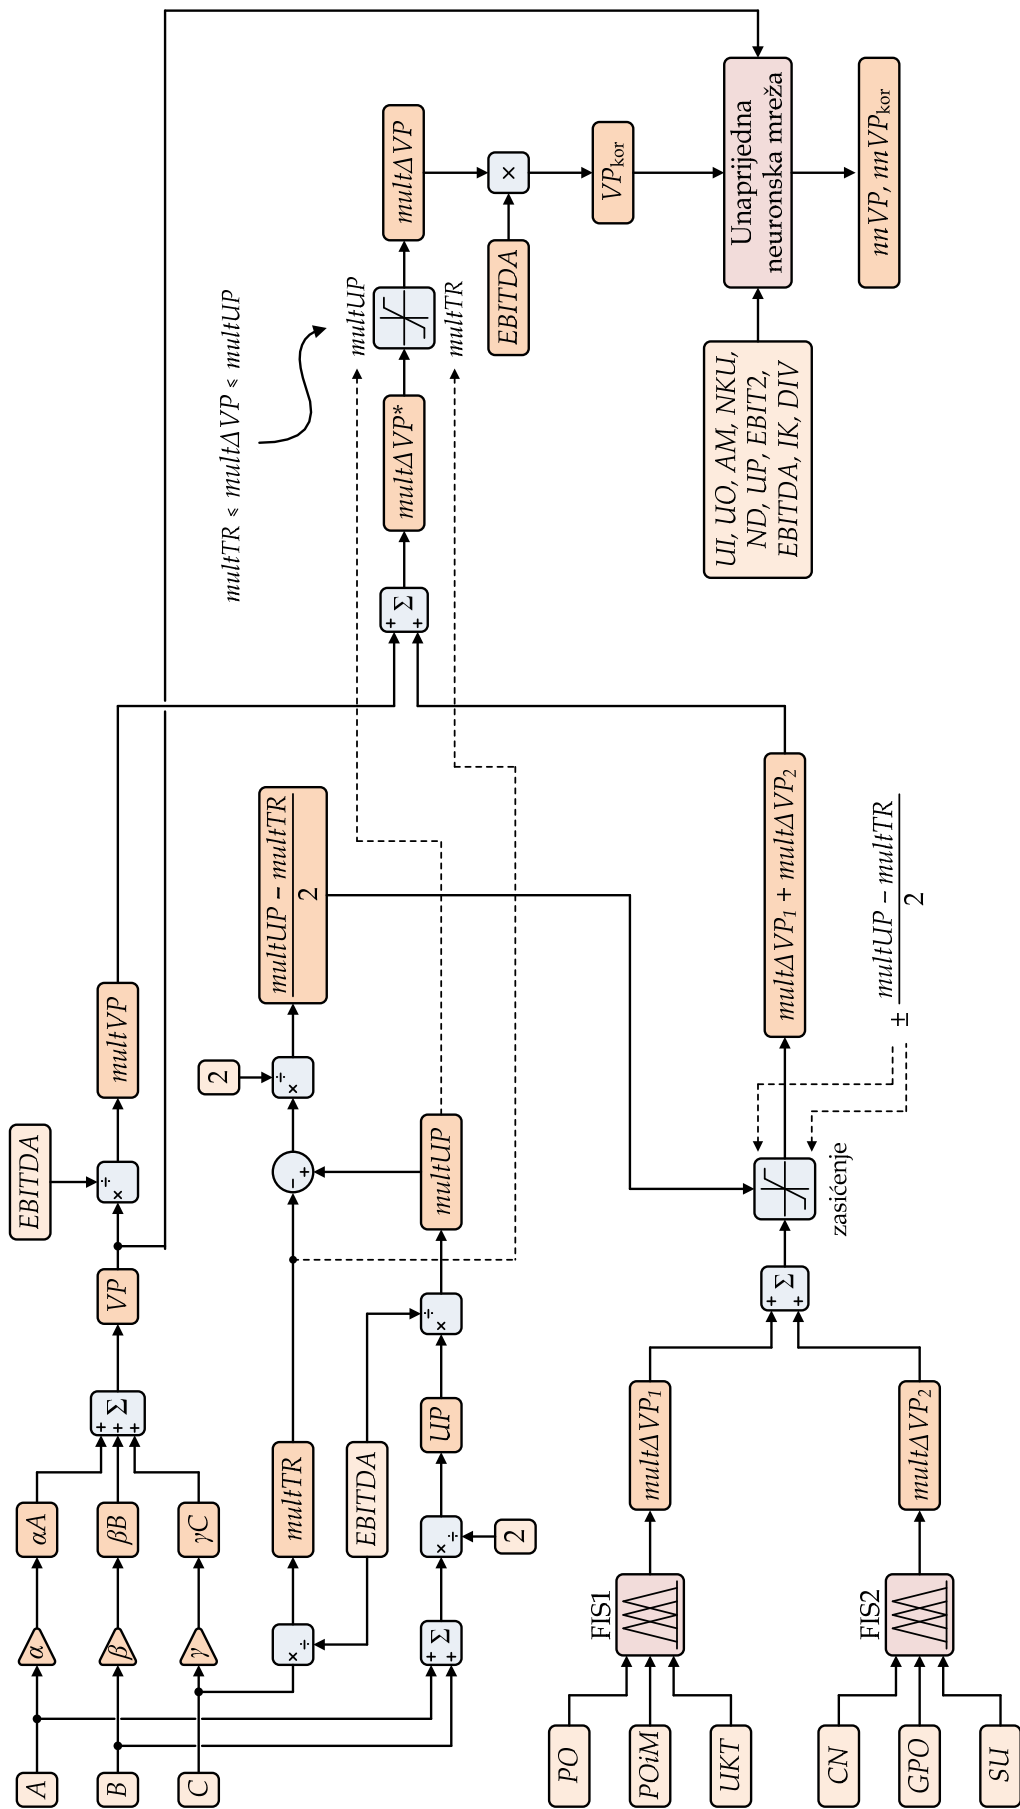 A
B
C
α
β
γ
αA
βB
γC
+
+
+
Σ
VP
EBITDA
×
÷
multVP
×
÷
multTR
EBITDA
+
+
Σ
×
÷
2
UP
×
÷
multUP
−
+
×
÷
2
multUP − multTR
2
PO
POiM
UKT
FIS1
multΔVP₁
CN
GPO
SU
FIS2
multΔVP₂
+
+
Σ
zasićenje
multΔVP₁ + multΔVP₂
± multUP − multTR
2
+
+
Σ
multΔVP*
multTR ⩽ multΔVP ⩽ multUP
multUP
multTR
multΔVP
EBITDA
×
VPkor
UI, UO, AM, NKU,
ND, UP, EBIT2,
EBITDA, IK, DIV
Unaprijedna
neuronska mreža
nnVP, nnVPkor